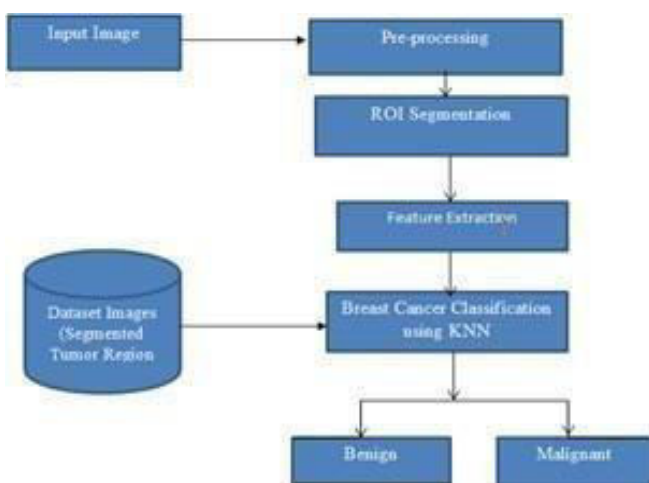 Input Image
Pre-processing
ROI Segmentation
Feature Extraction
Dataset Images
(Segmented
Tumor Region
Breast Cancer Classification
using KNN
Benign
Malignant